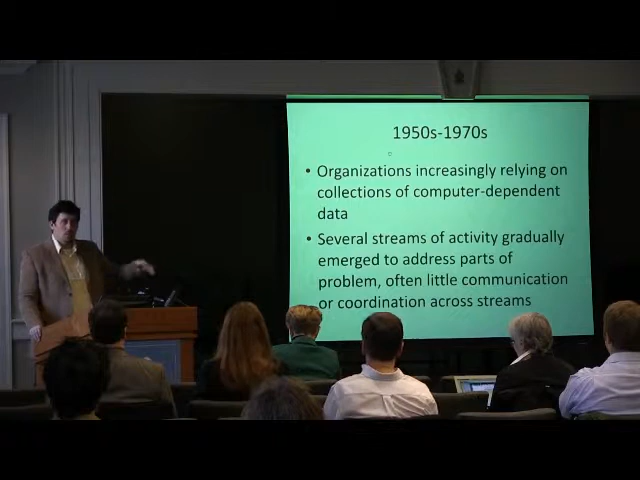 1950s-1970s
• Organizations increasingly relying on
collections of computer-dependent
data
• Several streams of activity gradually
emerged to address parts of
problem, often little communication
or coordination across streams